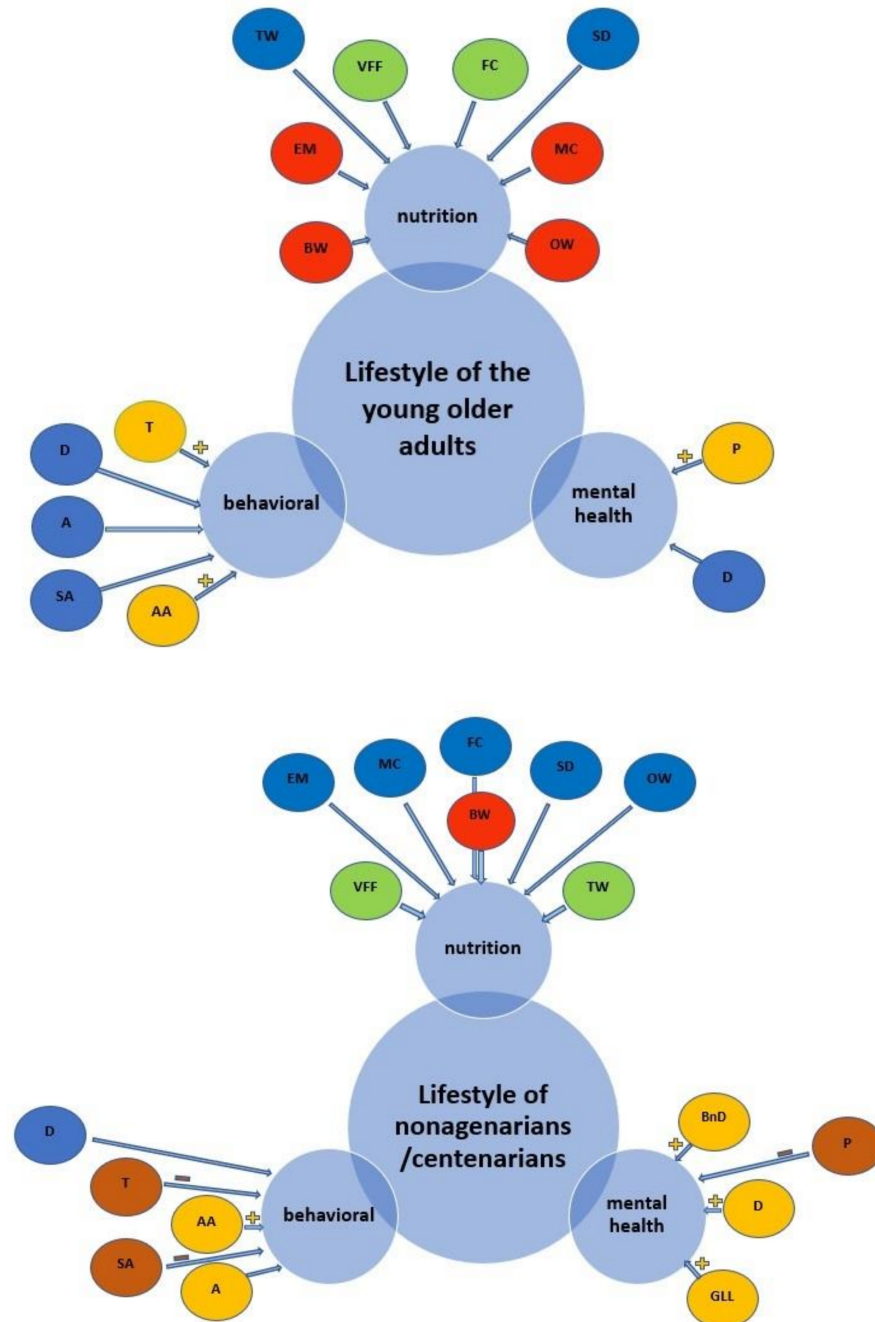 TW
SD
VFF
FC
EM
MC
nutrition
BW
OW
Lifestyle of the
young older
adults
T
D
P
behavioral
mental
health
A
D
SA
AA
FC
MC
SD
EM
OW
BW
VFF
TW
nutrition
Lifestyle of
nonagenarians
/centenarians
BnD
D
P
T
AA
behavioral
mental
health
D
SA
A
GLL